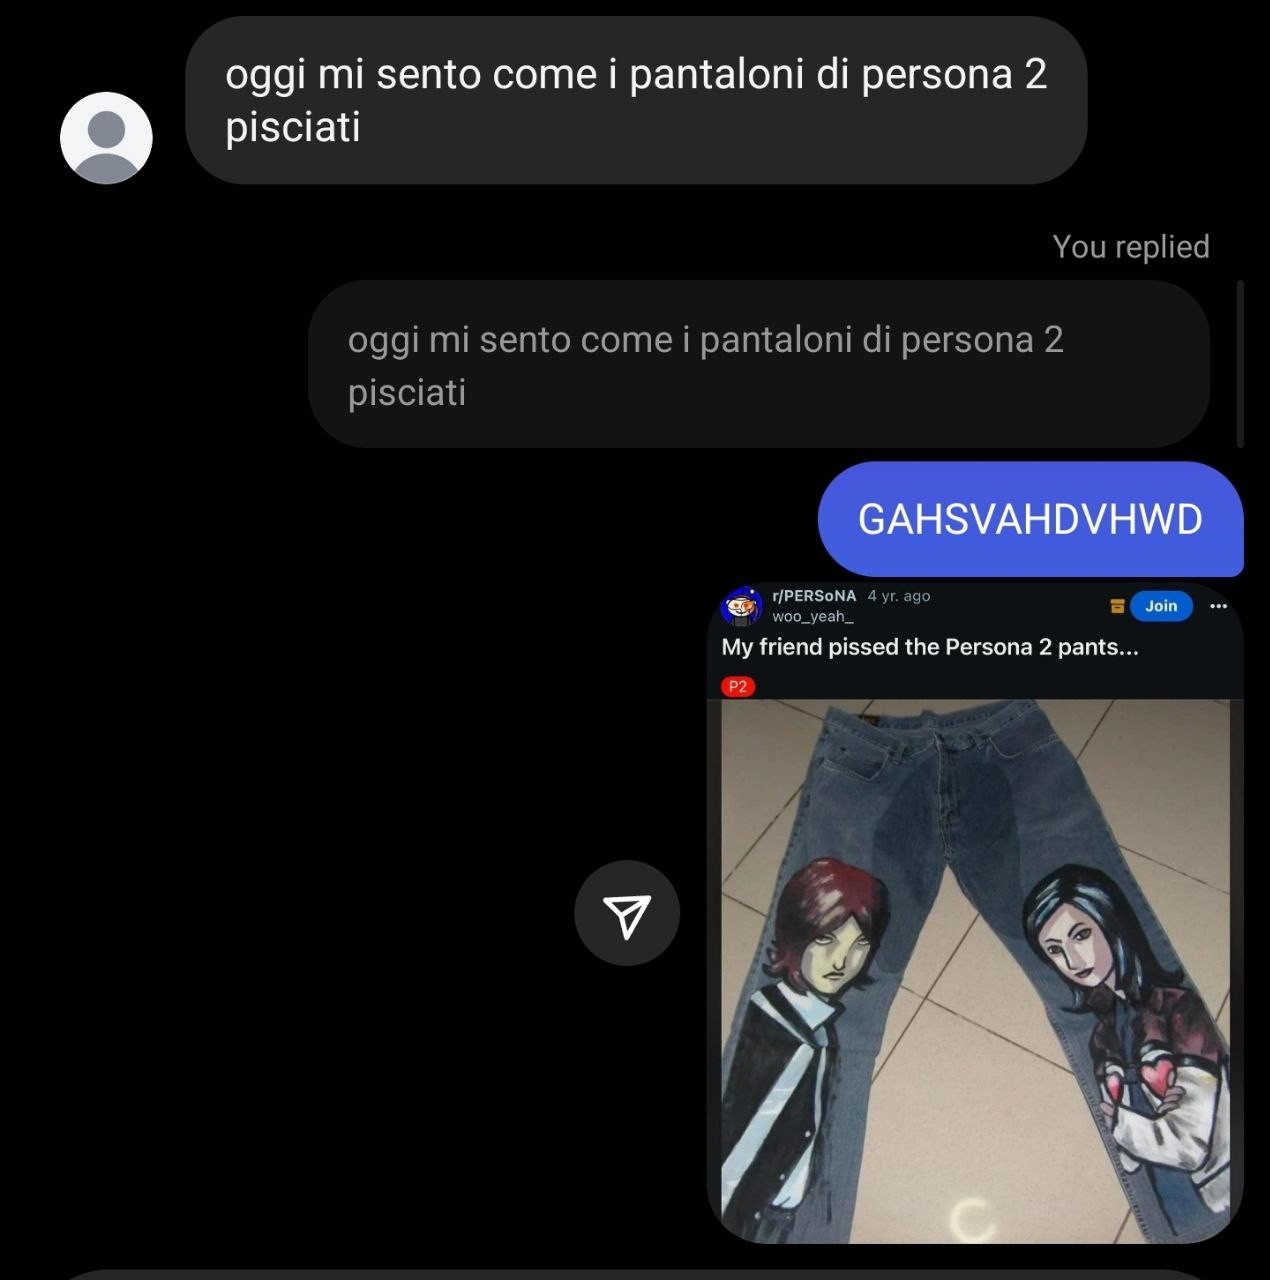 oggi mi sento come i pantaloni di persona 2
pisciati
You replied
oggi mi sento come i pantaloni di persona 2
pisciati
GAHSVAHDVHWD
r/PERSoNA 4 yr. ago
Join
woo_yeah_
My friend pissed the Persona 2 pants...
P2